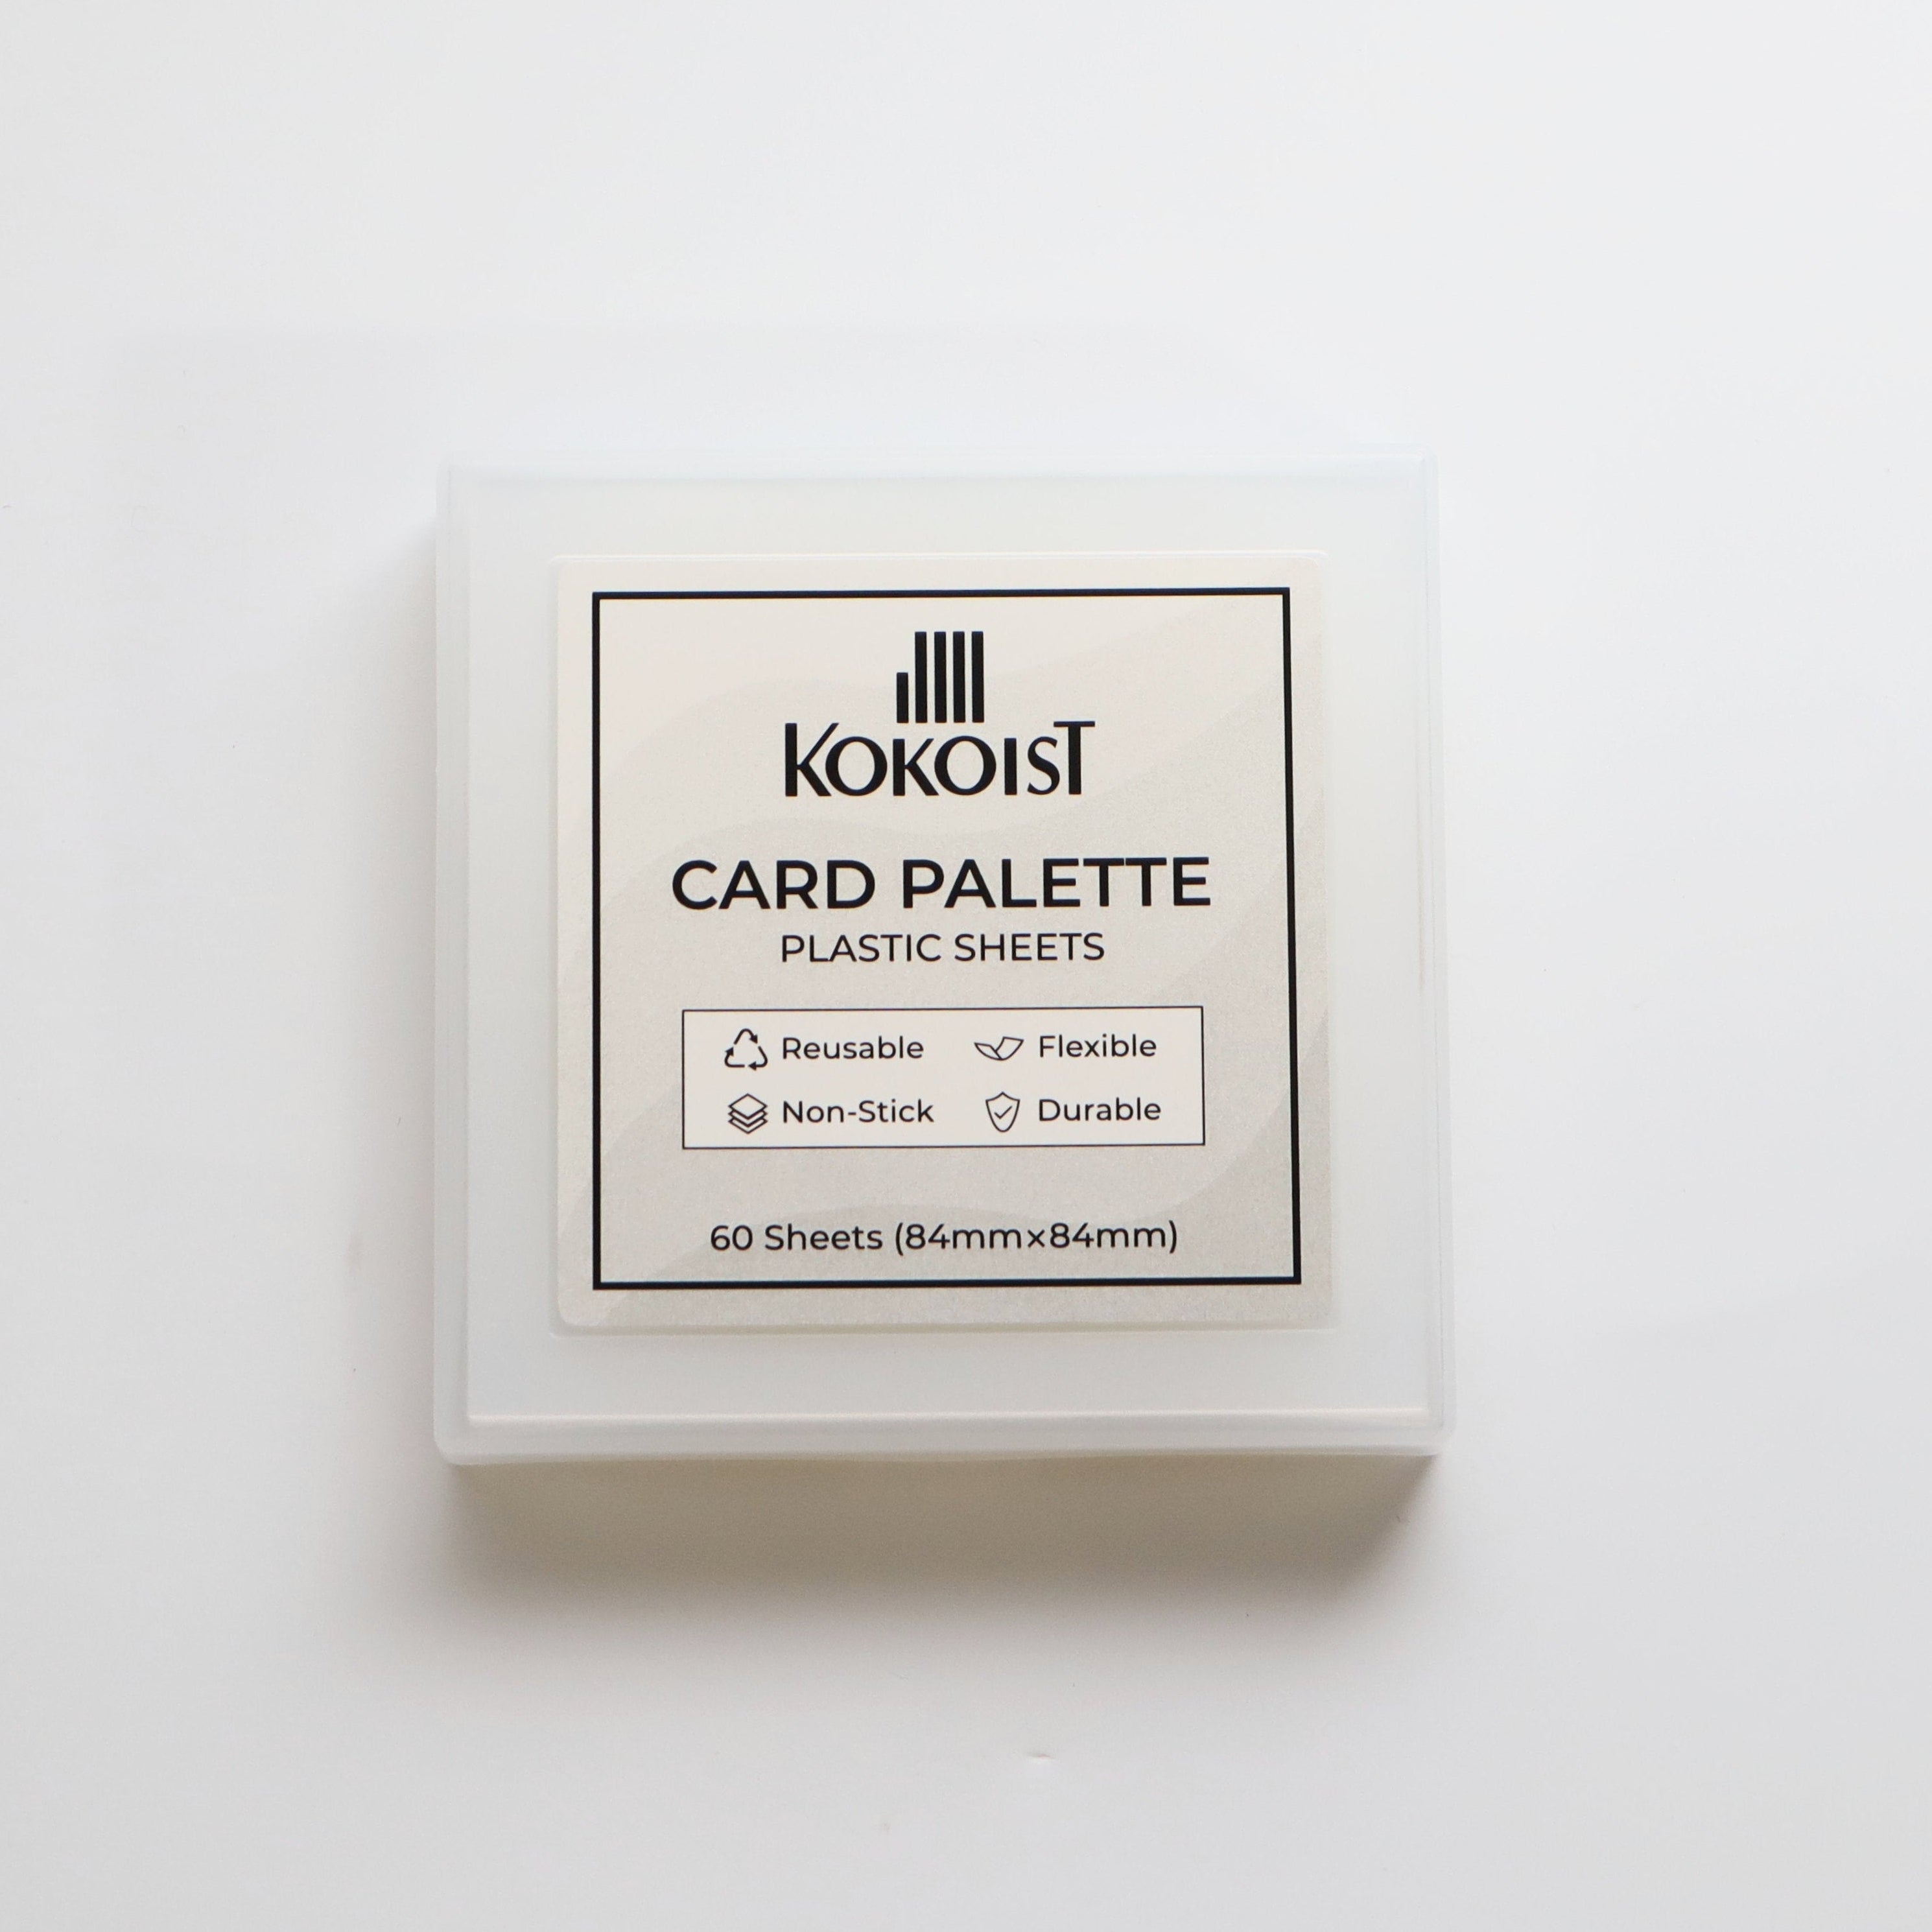 KOKOIST
CARD PALETTE
PLASTIC SHEETS
Reusable Flexible
Non-Stick Durable
60 Sheets (84mm×84mm)